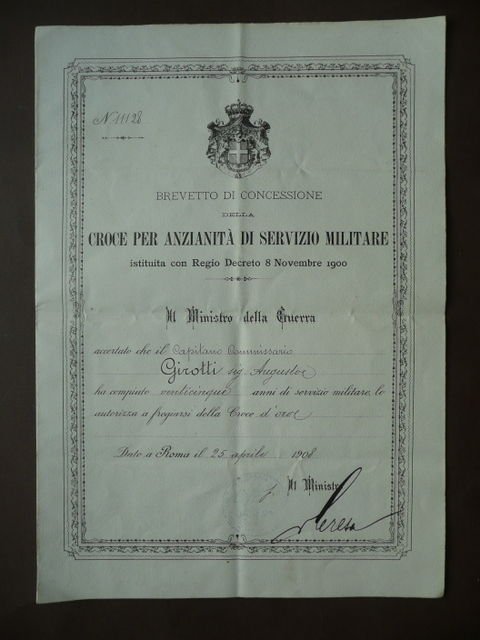 N. 11128
BREVETTO DI CONCESSIONE
DELLA
CROCE PER ANZIANITÀ DI SERVIZIO MILITARE
istituita con Regio Decreto 8 Novembre 1900
Il Ministro della Guerra
accertato che il Capitano Commissario
Girotti sig. Augusto
ha compiuto venticinque anni di servizio militare, lo
autorizza a fregiarsi della Croce d'oro
Dato a Roma il 25 aprile 1908
Il Ministro